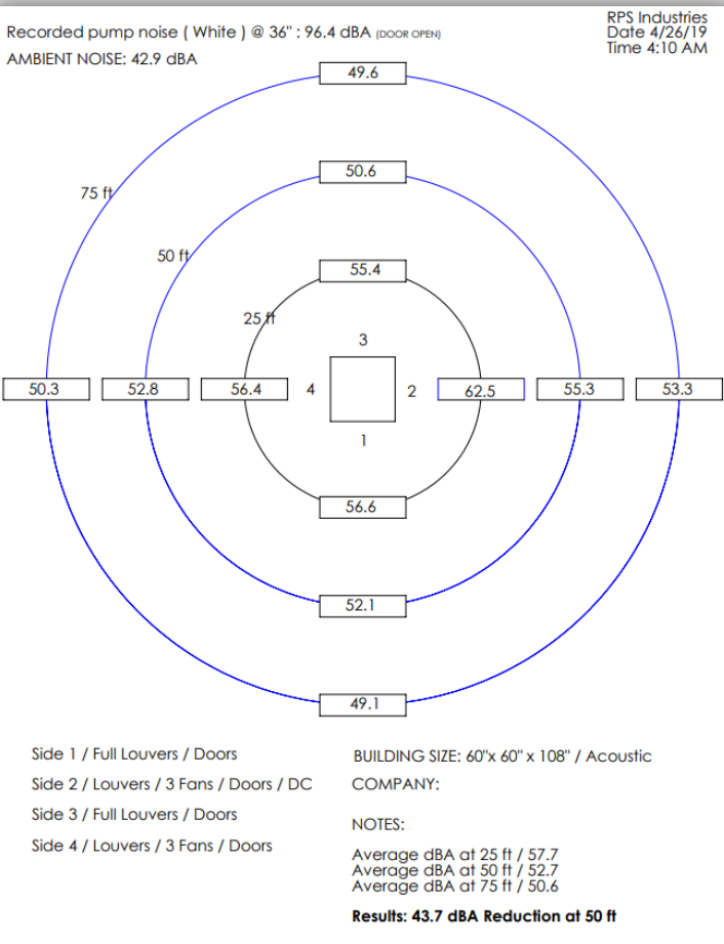 Recorded pump noise ( White ) @ 36" : 96.4 dBA (DOOR OPEN)
RPS Industries
Date 4/26/19
Time 4:10 AM
AMBIENT NOISE: 42.9 dBA
49.6
50.6
75 ft
50 ft
55.4
25 ft
3
50.3
52.8
56.4
4
2
62.5
55.3
53.3
1
56.6
52.1
49.1
Side 1 / Full Louvers / Doors
Side 2 / Louvers / 3 Fans / Doors / DC
Side 3 / Full Louvers / Doors
Side 4 / Louvers / 3 Fans / Doors
BUILDING SIZE: 60"x 60" x 108" / Acoustic
COMPANY:
NOTES:
Average dBA at 25 ft / 57.7
Average dBA at 50 ft / 52.7
Average dBA at 75 ft / 50.6
Results: 43.7 dBA Reduction at 50 ft